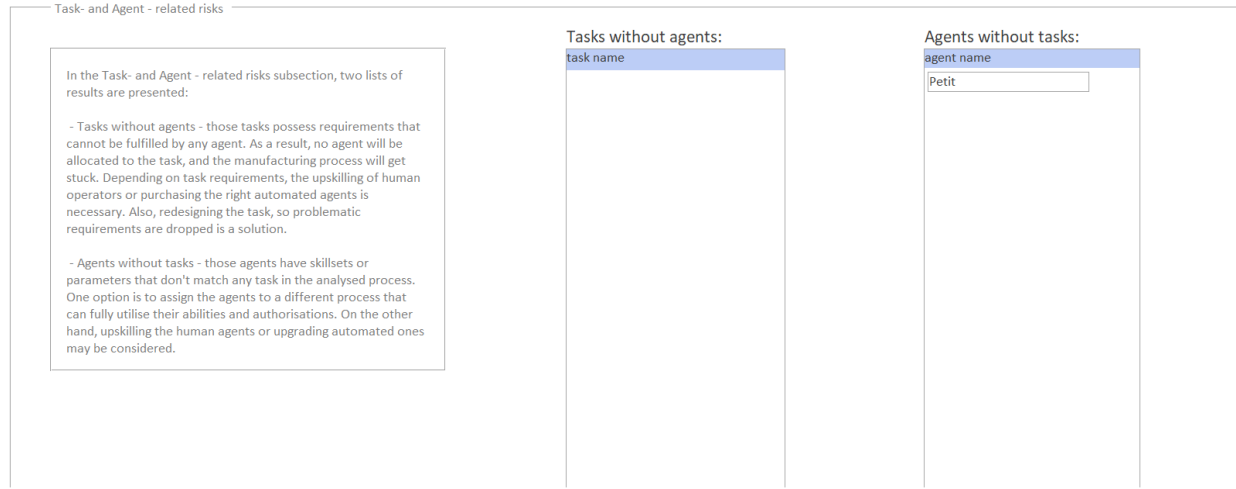 Task- and Agent - related risks
In the Task- and Agent - related risks subsection, two lists of
results are presented:
- Tasks without agents - those tasks possess requirements that
cannot be fulfilled by any agent. As a result, no agent will be
allocated to the task, and the manufacturing process will get
stuck. Depending on task requirements, the upskilling of human
operators or purchasing the right automated agents is
necessary. Also, redesigning the task, so problematic
requirements are dropped is a solution.
- Agents without tasks - those agents have skillsets or
parameters that don't match any task in the analysed process.
One option is to assign the agents to a different process that
can fully utilise their abilities and authorisations. On the other
hand, upskilling the human agents or upgrading automated ones
may be considered.
Tasks without agents:
task name
Agents without tasks:
agent name
Petit